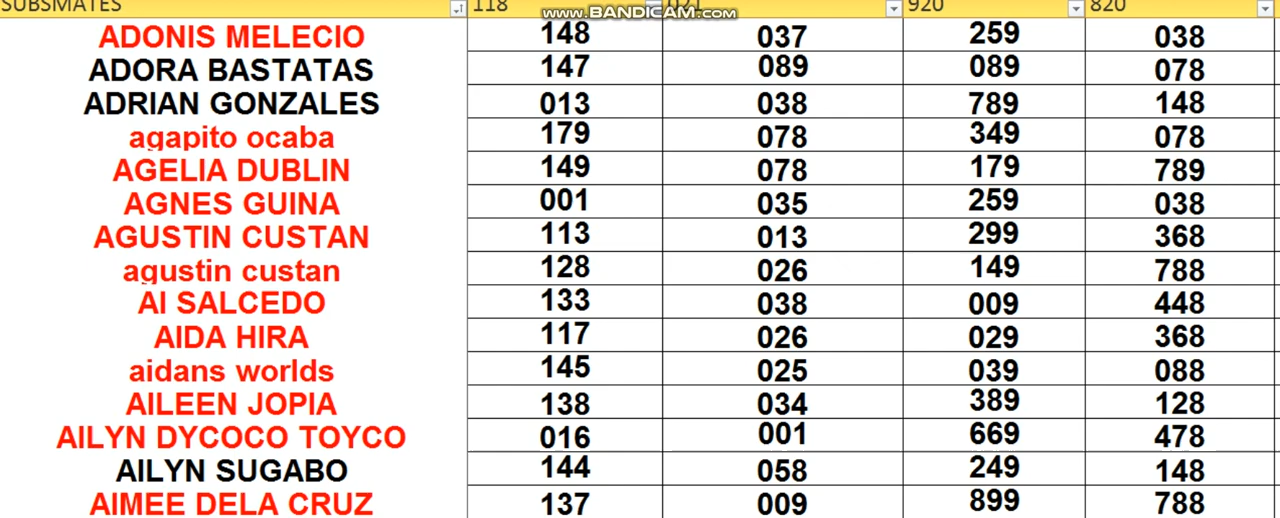 SUBSMATES 118 021 920 820
www.BANDICAM.com
ADONIS MELECIO 148 037 259 038
ADORA BASTATAS 147 089 089 078
ADRIAN GONZALES 013 038 789 148
agapito ocaba 179 078 349 078
AGELIA DUBLIN 149 078 179 789
AGNES GUINA 001 035 259 038
AGUSTIN CUSTAN 113 013 299 368
agustin custan 128 026 149 788
AI SALCEDO 133 038 009 448
AIDA HIRA 117 026 029 368
aidans worlds 145 025 039 088
AILEEN JOPIA 138 034 389 128
AILYN DYCOCO TOYCO 016 001 669 478
AILYN SUGABO 144 058 249 148
AIMEE DELA CRUZ 137 009 899 788